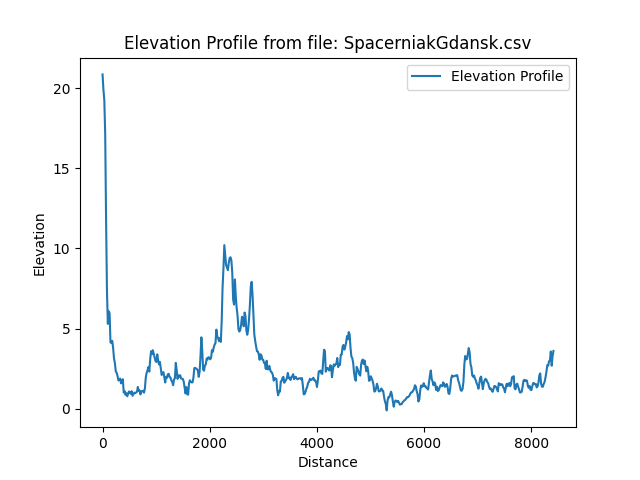 Elevation Profile from file: SpacerniakGdansk.csv
Elevation Profile
20
15
10
5
0
Elevation
0 2000 4000 6000 8000
Distance